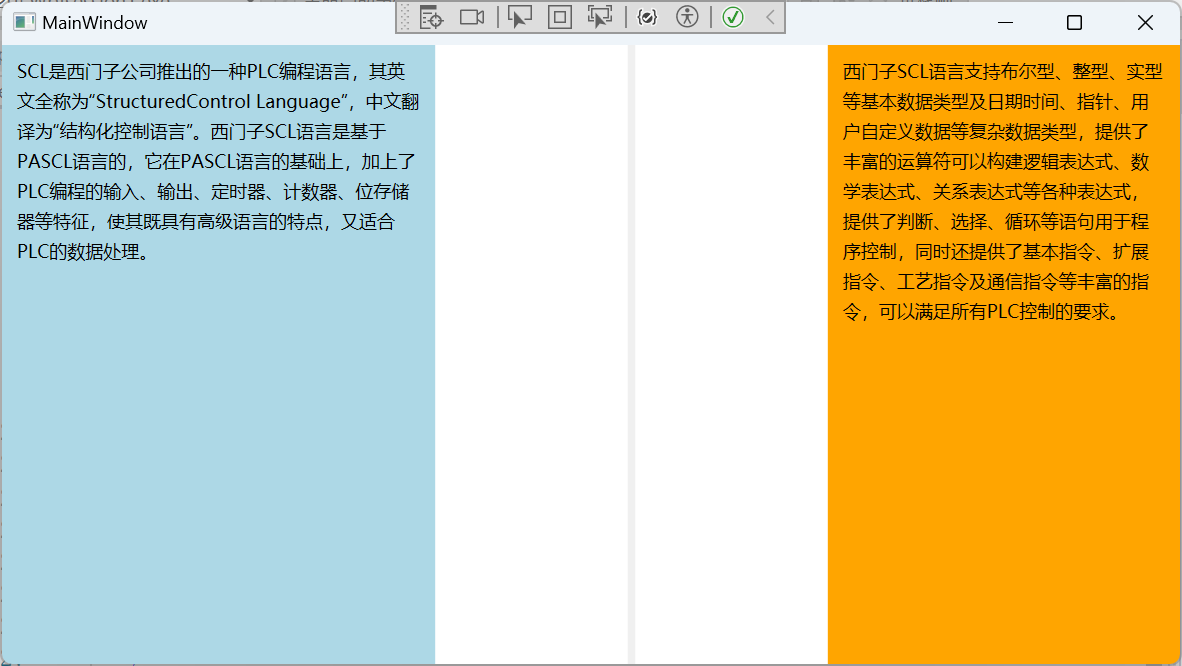 MainWindow
SCL是西门子公司推出的一种PLC编程语言，其英
文全称为“StructuredControl Language”，中文翻
译为“结构化控制语言”。西门子SCL语言是基于
PASCL语言的，它在PASCL语言的基础上，加上了
PLC编程的输入、输出、定时器、计数器、位存储
器等特征，使其既具有高级语言的特点，又适合
PLC的数据处理。
西门子SCL语言支持布尔型、整型、实型
等基本数据类型及日期时间、指针、用
户自定义数据等复杂数据类型，提供了
丰富的运算符可以构建逻辑表达式、数
学表达式、关系表达式等各种表达式，
提供了判断、选择、循环等语句用于程
序控制，同时还提供了基本指令、扩展
指令、工艺指令及通信指令等丰富的指
令，可以满足所有PLC控制的要求。